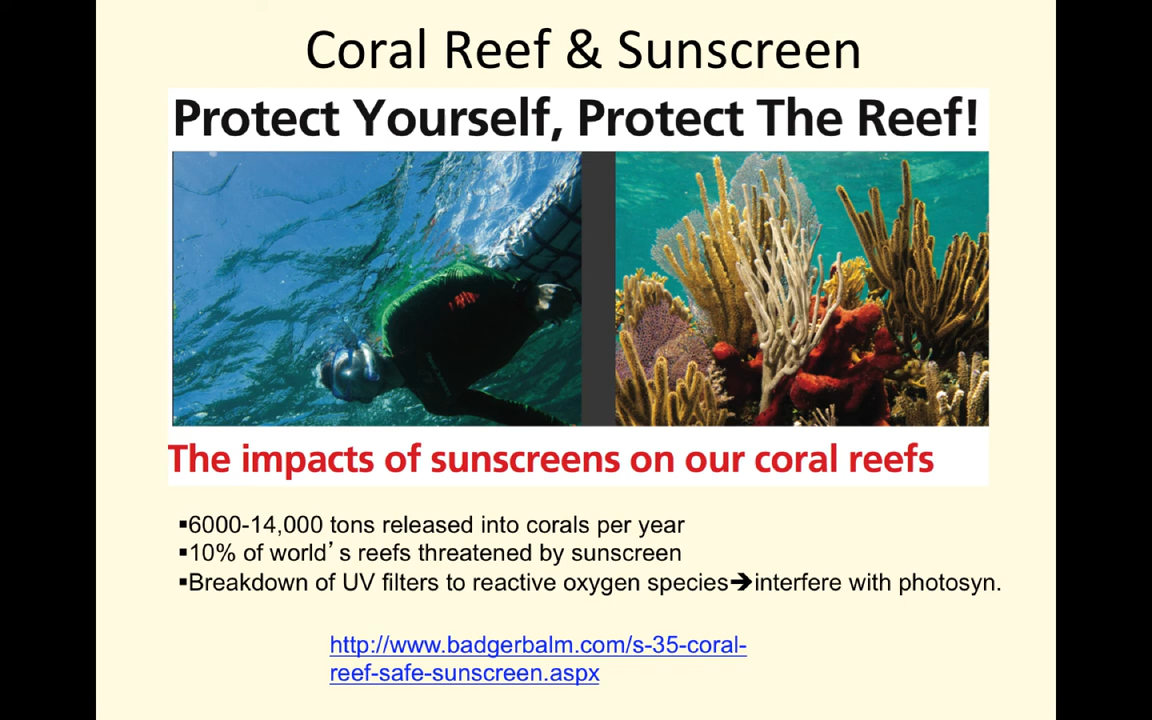 Coral Reef & Sunscreen
Protect Yourself, Protect The Reef!
The impacts of sunscreens on our coral reefs
▪6000-14,000 tons released into corals per year
▪10% of world’s reefs threatened by sunscreen
▪Breakdown of UV filters to reactive oxygen species➔interfere with photosyn.
http://www.badgerbalm.com/s-35-coral-
reef-safe-sunscreen.aspx